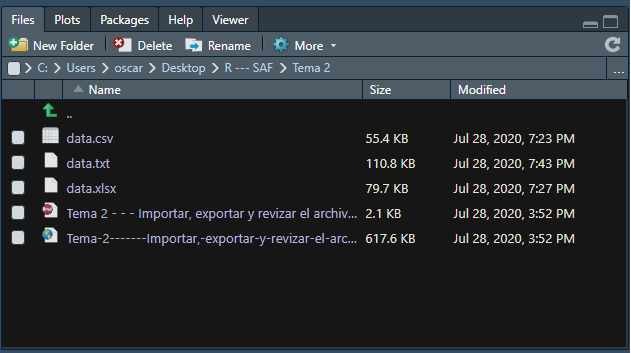 Files Plots Packages Help Viewer
New Folder Delete Rename More
C: Users oscar Desktop R --- SAF Tema 2 ...
Name Size Modified
..
data.csv 55.4 KB Jul 28, 2020, 7:23 PM
data.txt 110.8 KB Jul 28, 2020, 7:43 PM
data.xlsx 79.7 KB Jul 28, 2020, 7:27 PM
Tema 2 - - - Importar, exportar y revizar el archiv... 2.1 KB Jul 28, 2020, 3:52 PM
Tema-2-------Importar,-exportar-y-revizar-el-arc... 617.6 KB Jul 28, 2020, 3:52 PM